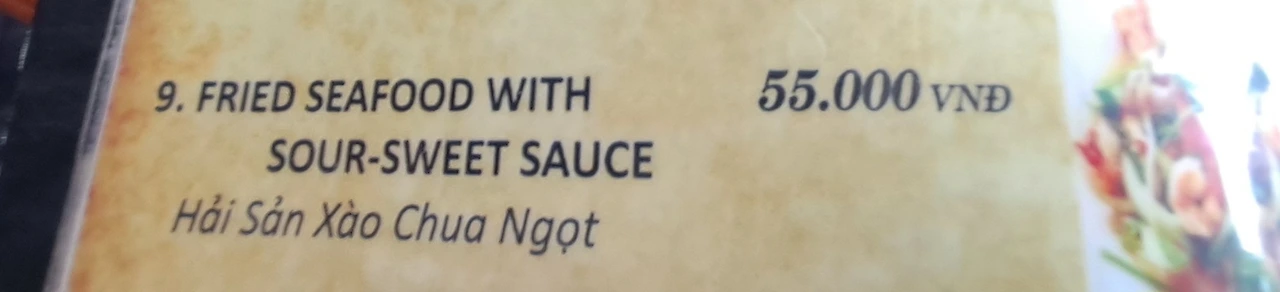 9. FRIED SEAFOOD WITH 55.000 VNĐ
SOUR-SWEET SAUCE
Hải Sản Xào Chua Ngọt